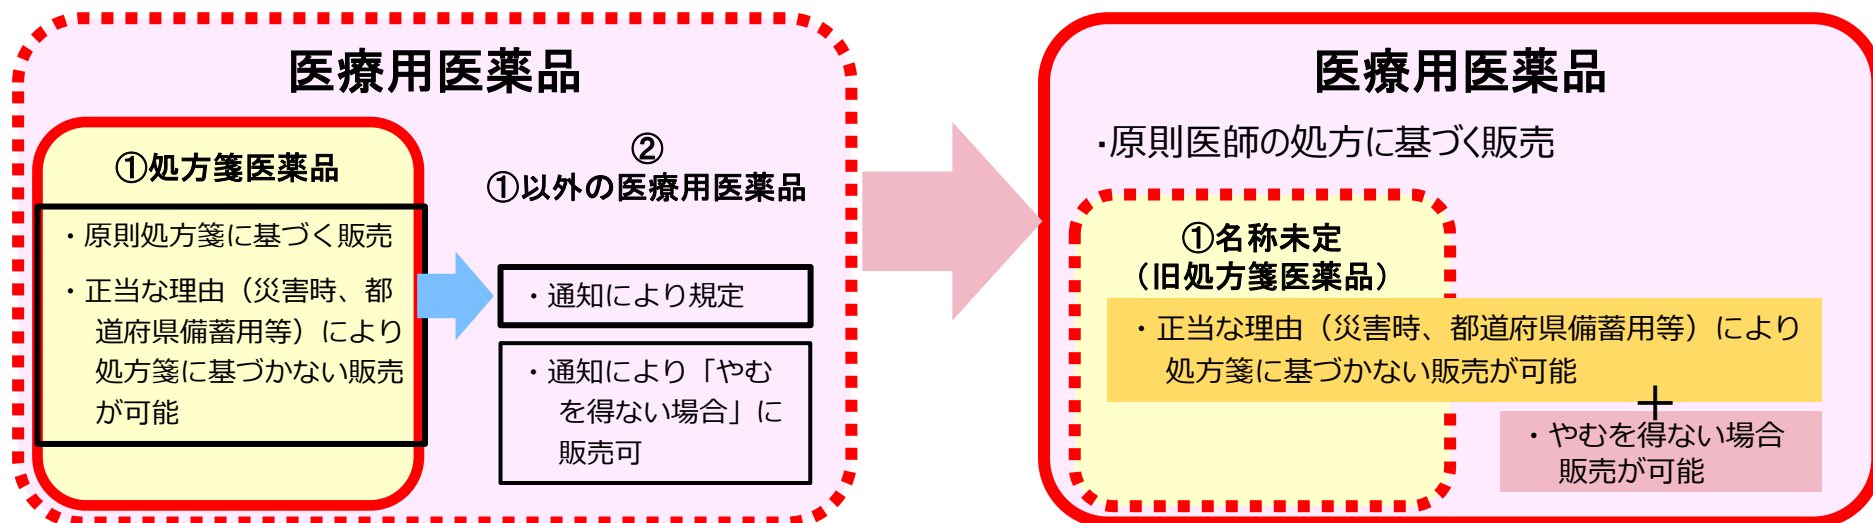 医療用医薬品
①処方箋医薬品
・原則処方箋に基づく販売
・正当な理由（災害時、都
道府県備蓄用等）により
処方箋に基づかない販売
が可能
②
①以外の医療用医薬品
・通知により規定
・通知により「やむ
を得ない場合」に
販売可
医療用医薬品
・原則医師の処方に基づく販売
①名称未定
（旧処方箋医薬品）
・正当な理由（災害時、都道府県備蓄用等）により
処方箋に基づかない販売が可能
＋
・やむを得ない場合
販売が可能